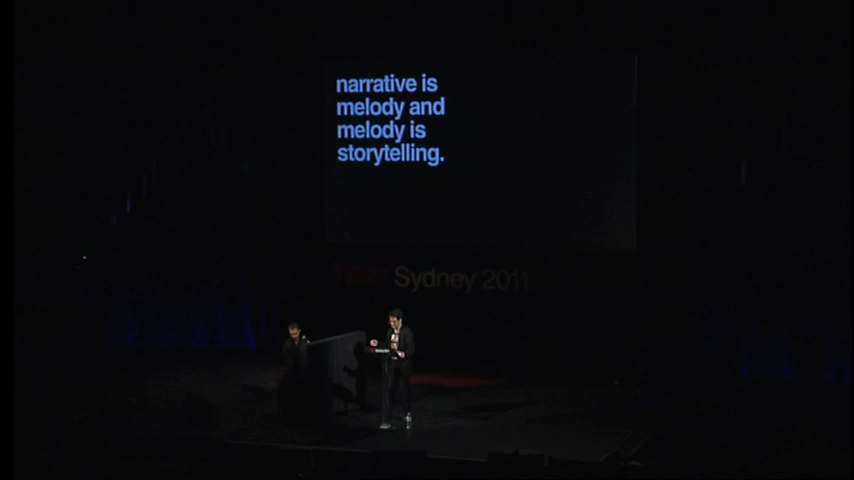 narrative is
melody and
melody is
storytelling.
Sydney 2011